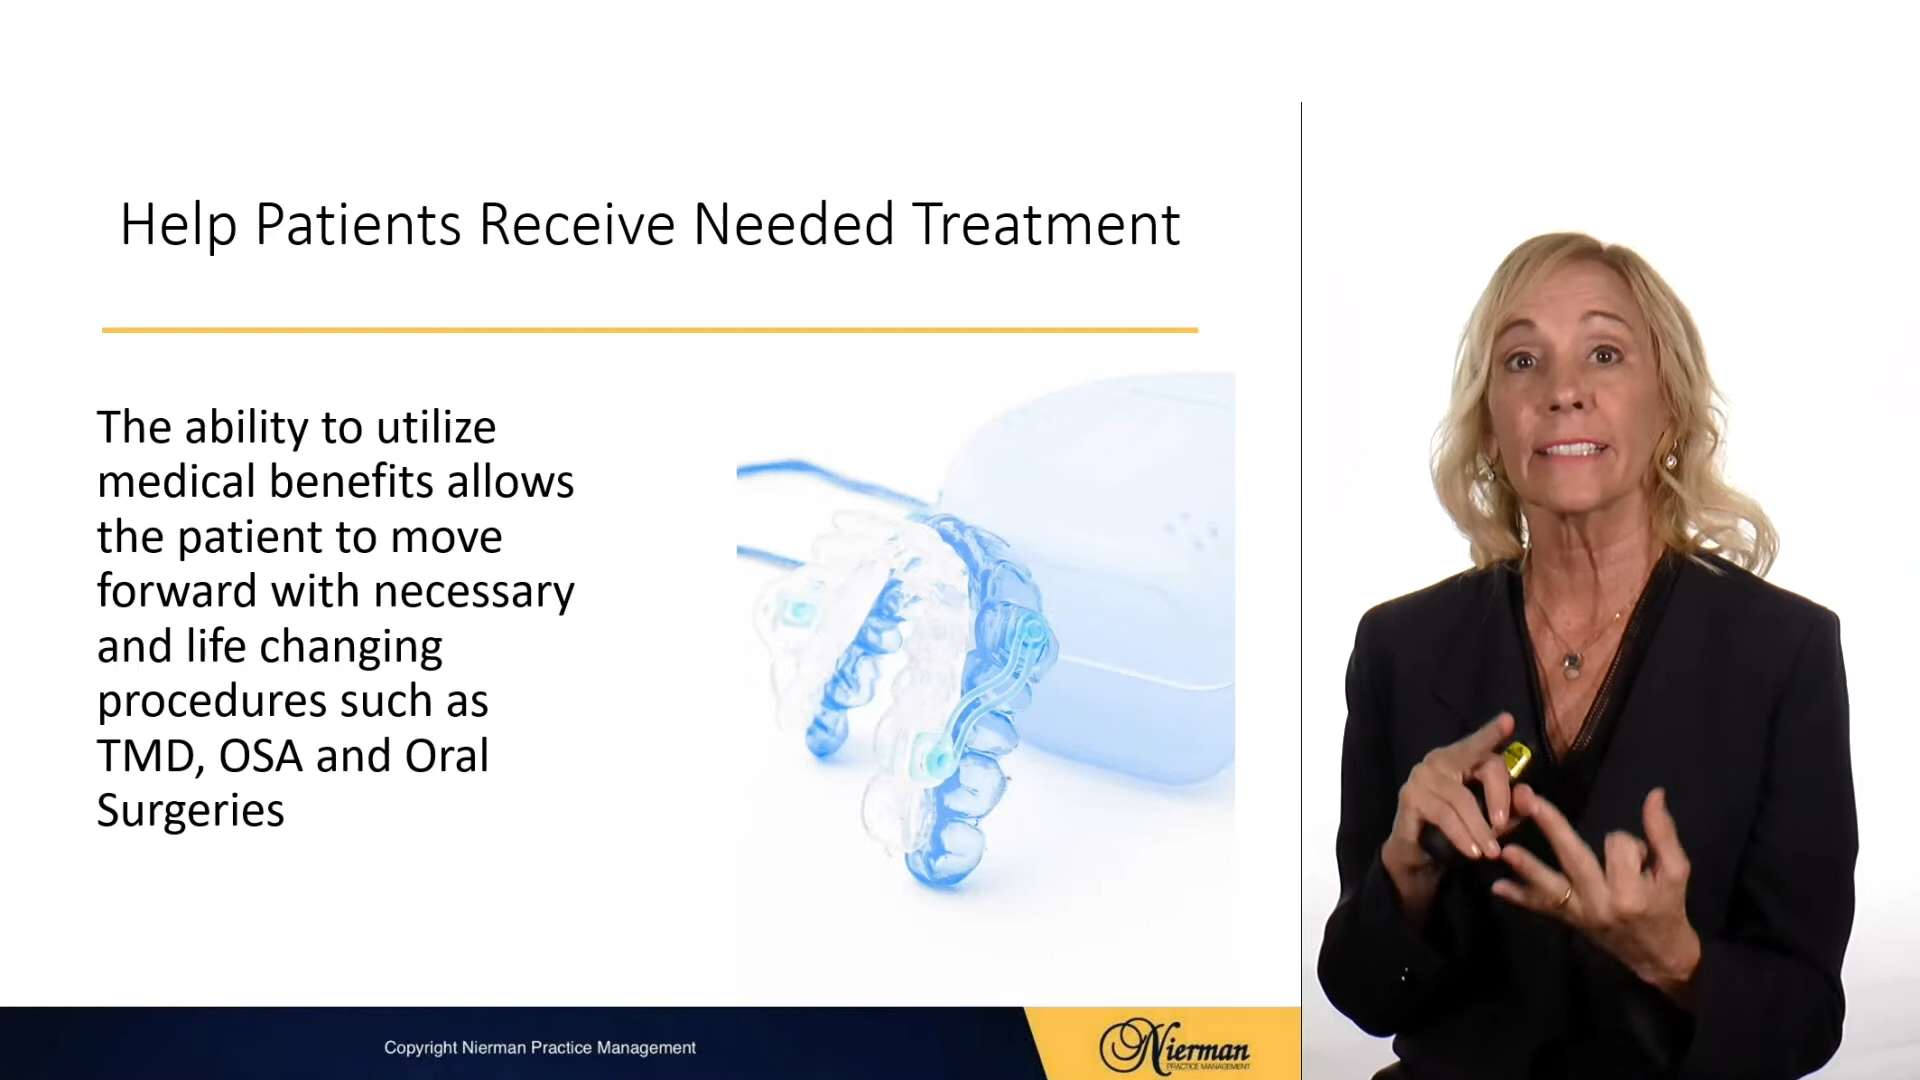 Help Patients Receive Needed Treatment
The ability to utilize
medical benefits allows
the patient to move
forward with necessary
and life changing
procedures such as
TMD, OSA and Oral
Surgeries
Copyright Nierman Practice Management
Nierman
PRACTICE MANAGEMENT